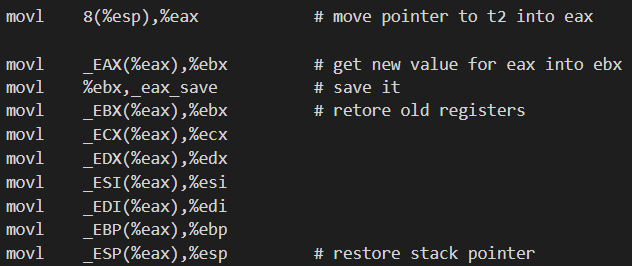 movl    8(%esp),%eax            # move pointer to t2 into eax

movl    _EAX(%eax),%ebx         # get new value for eax into ebx
movl    %ebx,_eax_save          # save it
movl    _EBX(%eax),%ebx         # retore old registers
movl    _ECX(%eax),%ecx
movl    _EDX(%eax),%edx
movl    _ESI(%eax),%esi
movl    _EDI(%eax),%edi
movl    _EBP(%eax),%ebp
movl    _ESP(%eax),%esp         # restore stack pointer